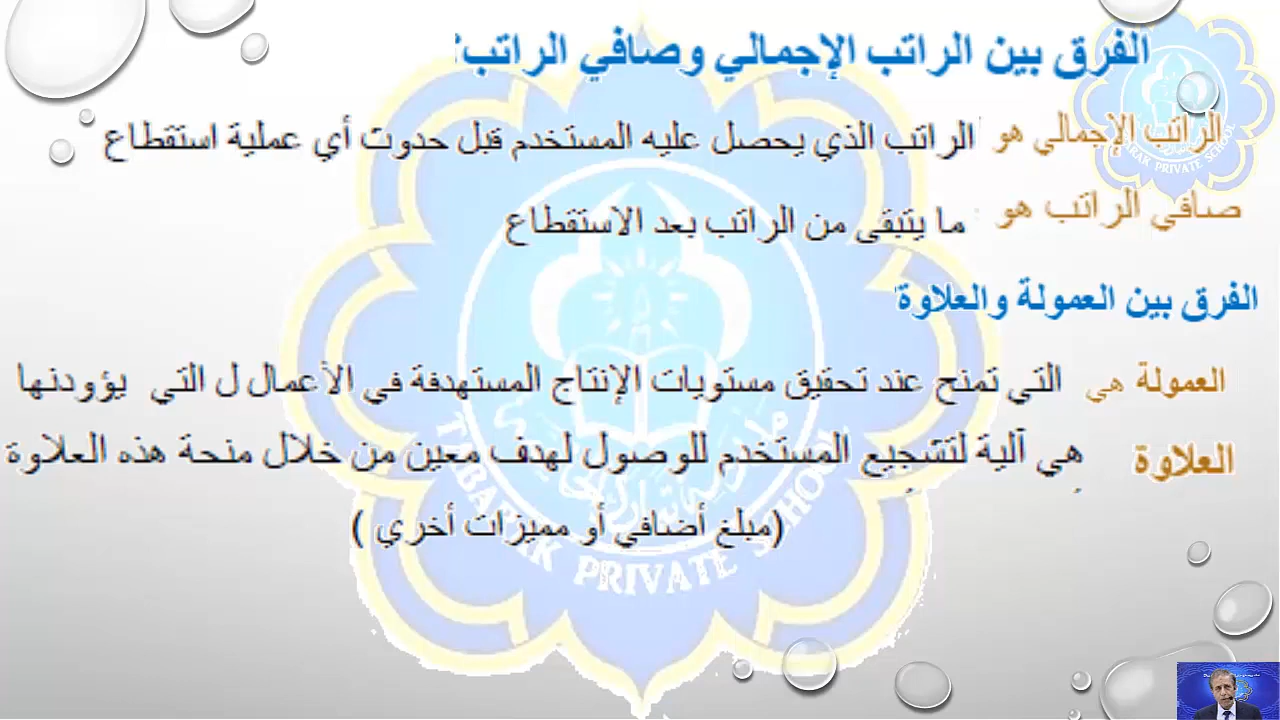 الفرق بين الراتب الإجمالي وصافي الراتب:
الراتب الإجمالي هو الراتب الذي يحصل عليه المستخدم قبل حدوث أي عملية استقطاع
صافي الراتب هو : ما يتبقى من الراتب بعد الاستقطاع
الفرق بين العمولة والعلاوة
العمولة هي التي تمنح عند تحقيق مستويات الإنتاج المستهدفة في الأعمال ل التي يؤودنها
العلاوة هي آلية لتشجيع المستخدم للوصول لهدف معين من خلال منحة هذه العلاوة
(مبلغ أضافي أو مميزات أخري )
TUBARAK PRIVATE SCHOOL